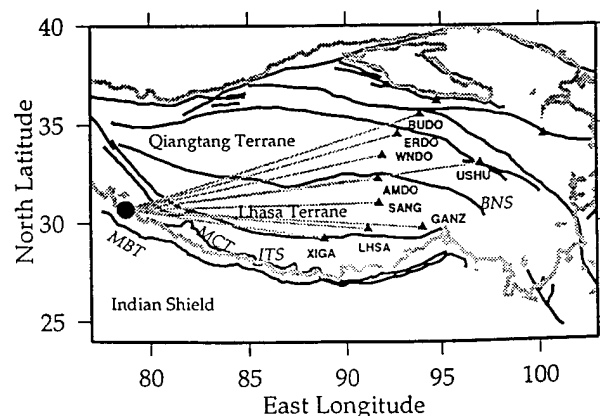 40
35
30
25
North Latitude
80
85
90
95
100
East Longitude
Qiangtang Terrane
BUDO
ERDO
WNDO
USHU
AMDO
SANG
BNS
Lhasa Terrane
GANZ
LHSA
XIGA
ITS
MCT
MBT
Indian Shield